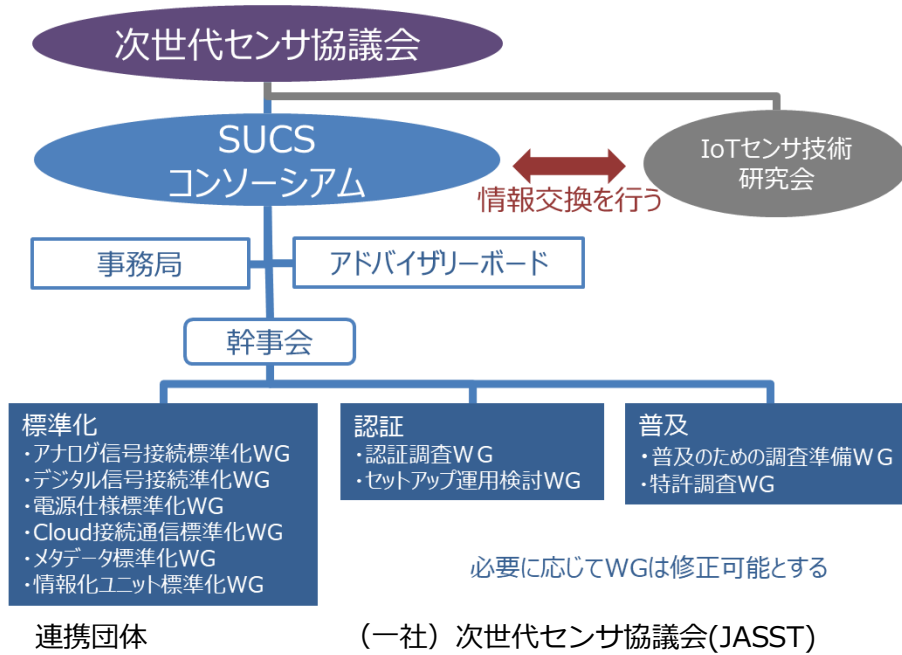 次世代センサ協議会
SUCS
コンソーシアム
IoTセンサ技術
研究会
情報交換を行う
事務局
アドバイザリーボード
幹事会
標準化
・アナログ信号接続標準化WG
・デジタル信号接続準化WG
・電源仕様標準化WG
・Cloud接続通信標準化WG
・メタデータ標準化WG
・情報化ユニット標準化WG
認証
・認証調査WG
・セットアップ運用検討WG
普及
・普及のための調査準備WG
・特許調査WG
必要に応じてWGは修正可能とする
連携団体
（一社）次世代センサ協議会(JASST)